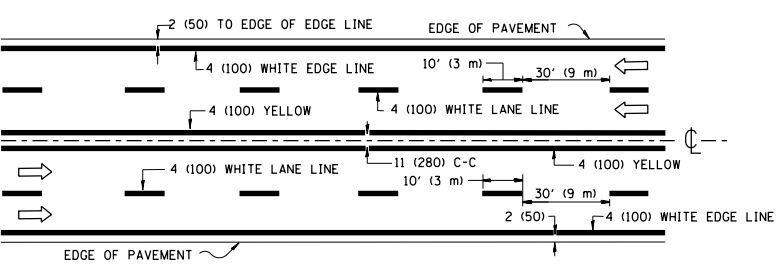 2 (50) TO EDGE OF EDGE LINE
EDGE OF PAVEMENT
4 (100) WHITE EDGE LINE
10' (3 m)
30' (9 m)
4 (100) YELLOW
4 (100) WHITE LANE LINE
4 (100) WHITE LANE LINE
11 (280) C-C
4 (100) YELLOW
10' (3 m)
30' (9 m)
2 (50)
4 (100) WHITE EDGE LINE
EDGE OF PAVEMENT